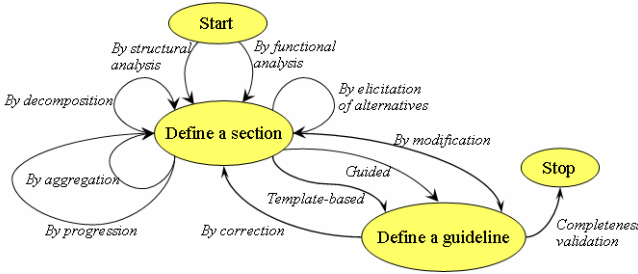 Start
By structural
analysis
By functional
analysis
By decomposition
By elicitation
of alternatives
Define a section
By modification
By aggregation
Guided
Stop
Template-based
By progression
By correction
Define a guideline
Completeness
validation